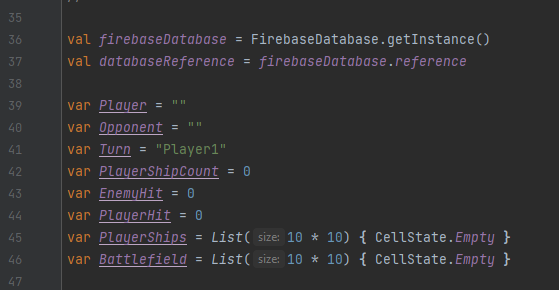 35
36 val firebaseDatabase = FirebaseDatabase.getInstance()
37 val databaseReference = firebaseDatabase.reference
38
39 var Player = ""
40 var Opponent = ""
41 var Turn = "Player1"
42 var PlayerShipCount = 0
43 var EnemyHit = 0
44 var PlayerHit = 0
45 var PlayerShips = List( size: 10 * 10) { CellState.Empty }
46 var Battlefield = List( size: 10 * 10) { CellState.Empty }
47